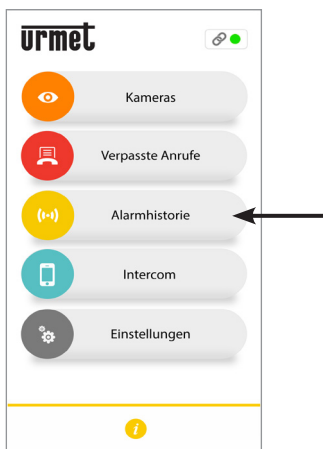 urmet
Kameras
Verpasste Anrufe
Alarmhistorie
Intercom
Einstellungen
i